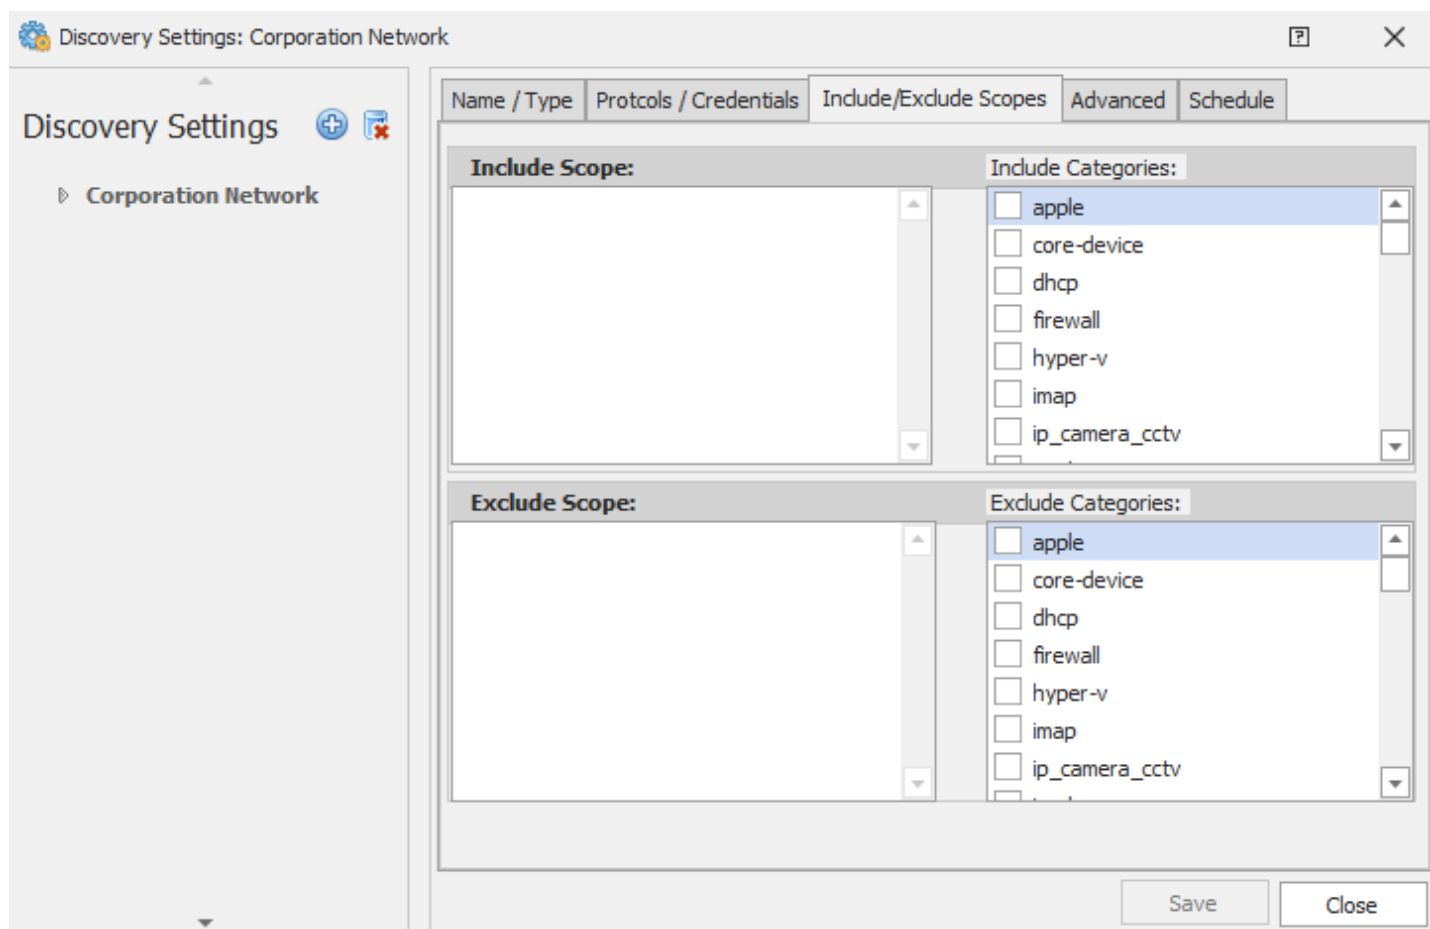 Discovery Settings: Corporation Network
Discovery Settings
Corporation Network
Name / Type
Protcols / Credentials
Include/Exclude Scopes
Advanced
Schedule
Include Scope:
Include Categories:
apple
core-device
dhcp
firewall
hyper-v
imap
ip_camera_cctv
Exclude Scope:
Exclude Categories:
apple
core-device
dhcp
firewall
hyper-v
imap
ip_camera_cctv
Save
Close